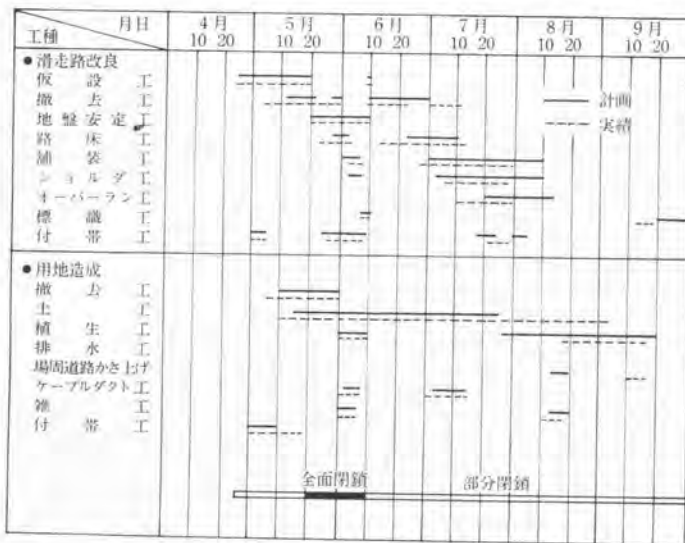 月日
工種
4月 5月 6月 7月 8月 9月
10 20 10 20 10 20 10 20 10 20 10 20
●滑走路改良
仮設工
撤去工
地盤安定工
路床工
舗装工
ショルダ工
オーバーラン工
標識工
付帯工
計画
実績
●用地造成
撤去工
土工
植生工
排水工
場周道路かさ上げ
ケーブルダクト工
雑工
付帯工
全面閉鎖 部分閉鎖